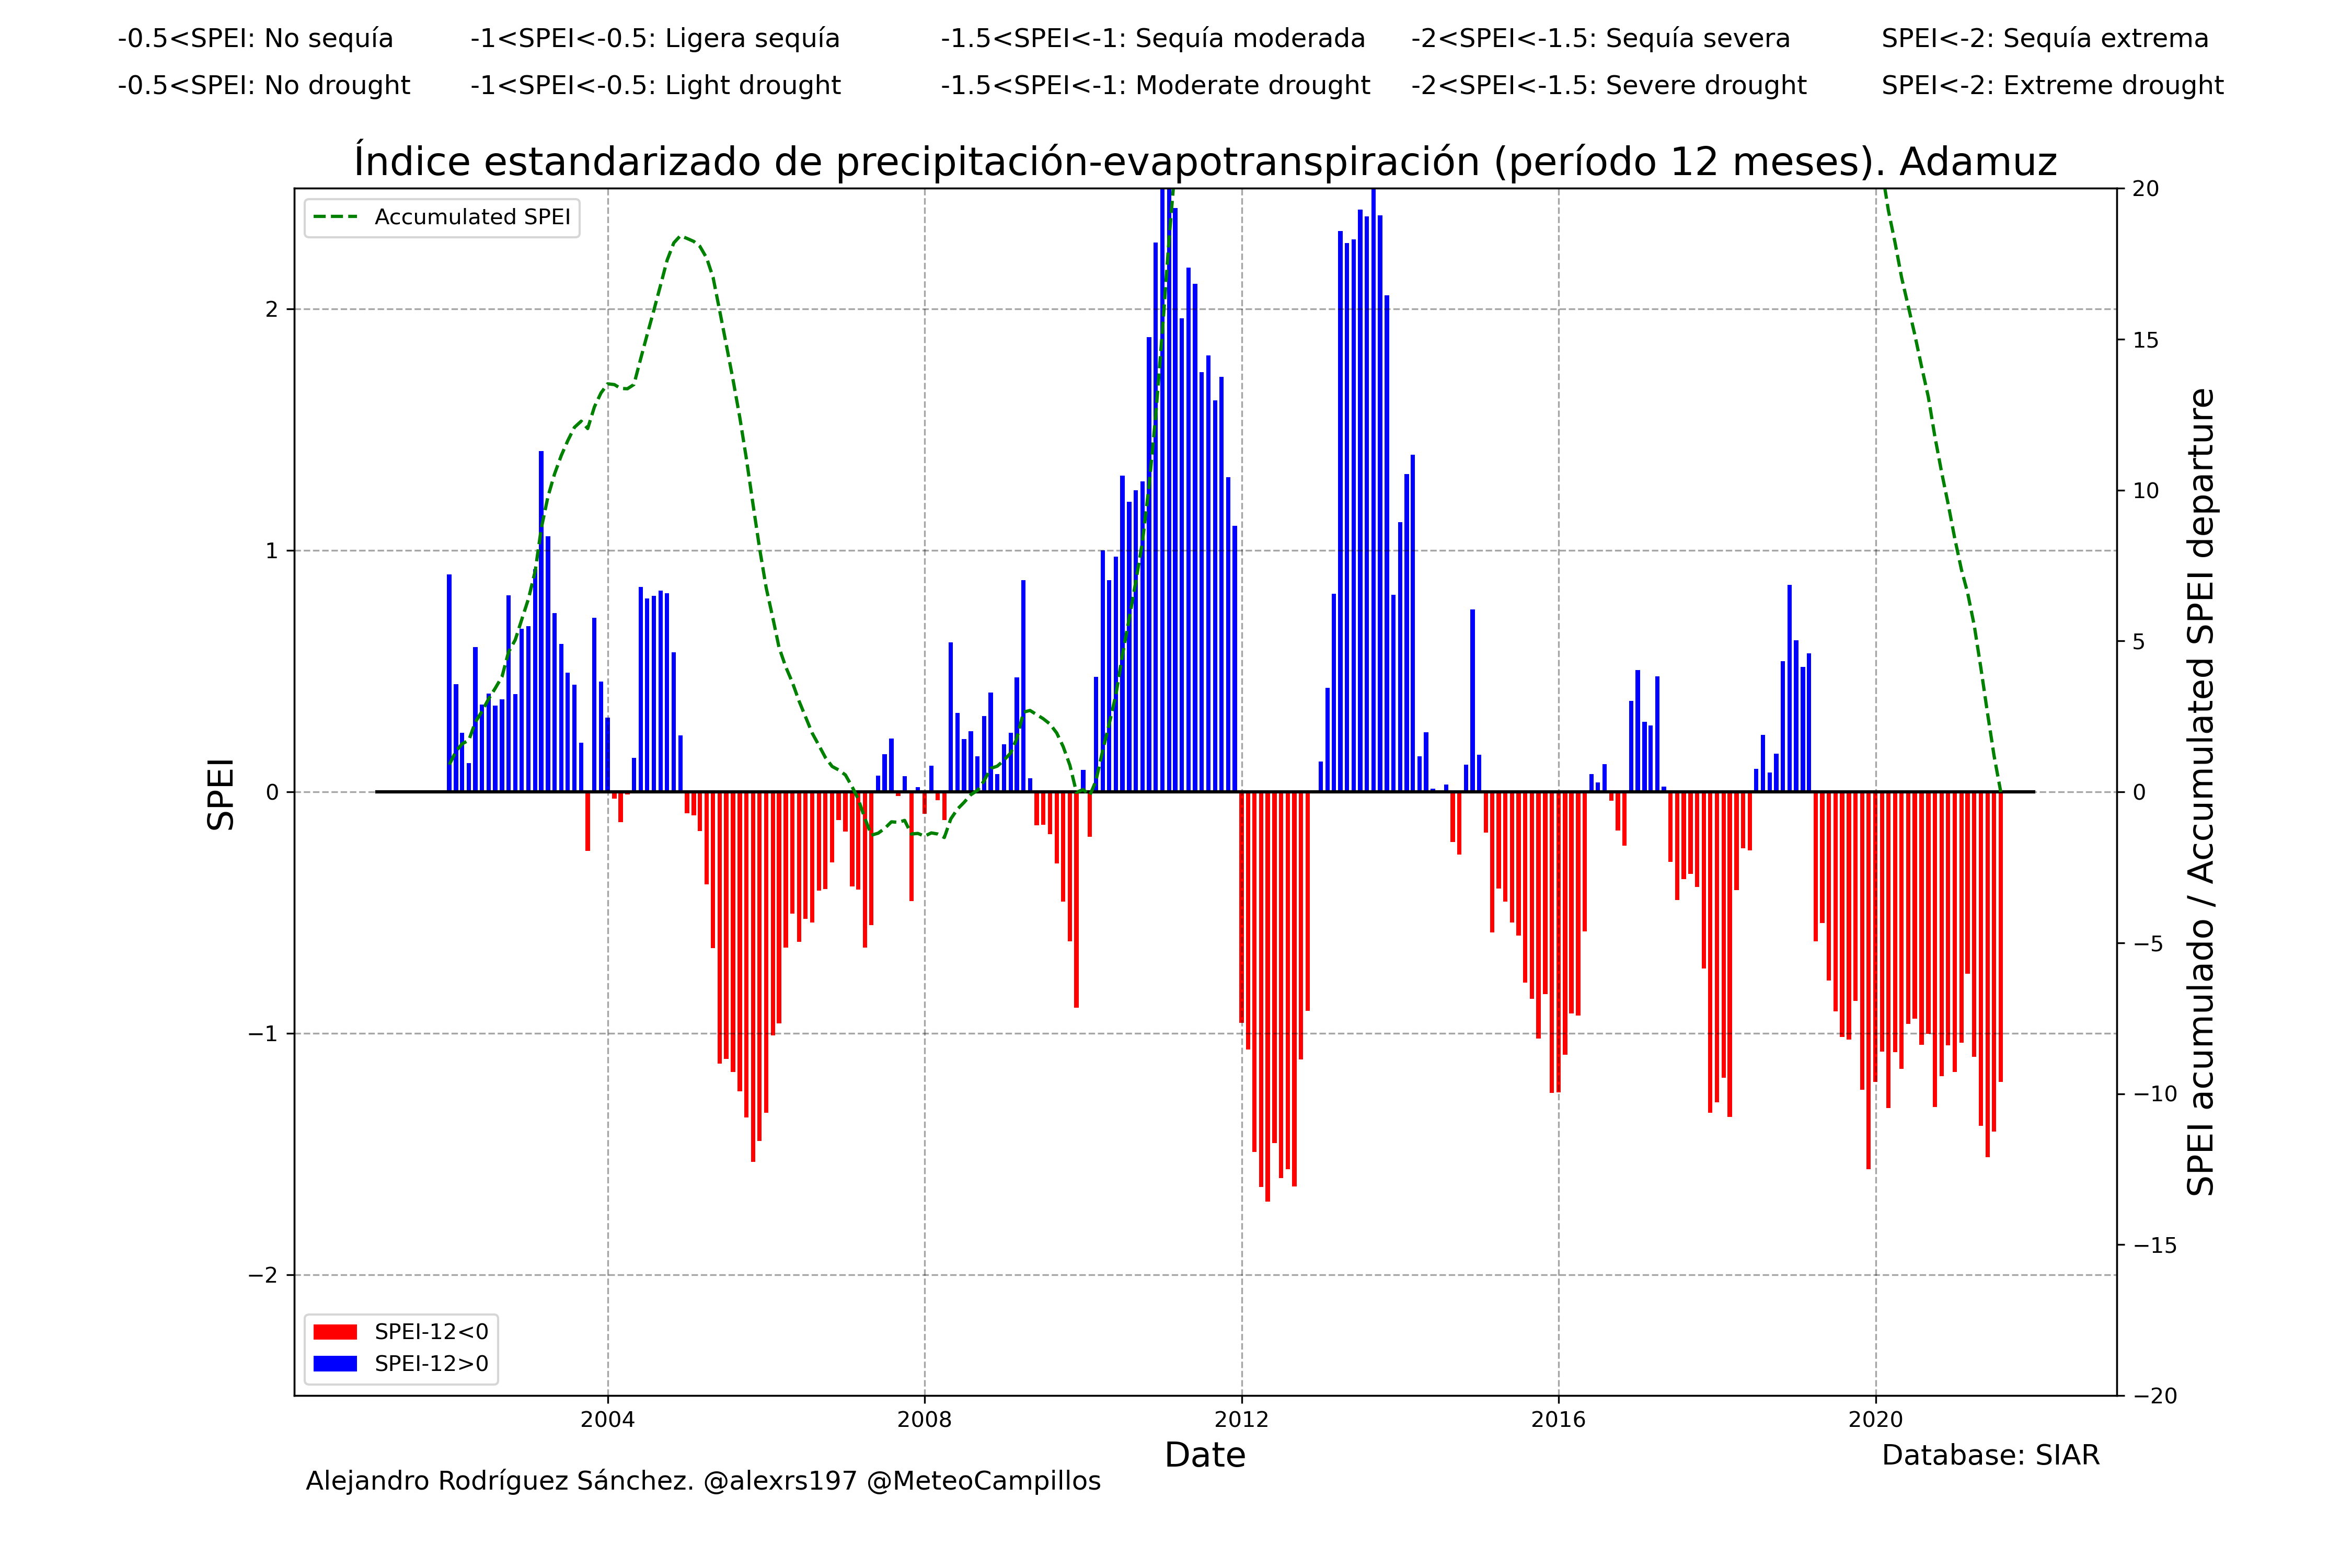 -0.5<SPEI: No sequía -1<SPEI<-0.5: Ligera sequía -1.5<SPEI<-1: Sequía moderada -2<SPEI<-1.5: Sequía severa SPEI<-2: Sequía extrema
-0.5<SPEI: No drought -1<SPEI<-0.5: Light drought -1.5<SPEI<-1: Moderate drought -2<SPEI<-1.5: Severe drought SPEI<-2: Extreme drought
Índice estandarizado de precipitación-evapotranspiración (período 12 meses). Adamuz
Accumulated SPEI
SPEI
2
1
0
−1
−2
20
15
10
5
0
−5
−10
−15
−20
SPEI acumulado / Accumulated SPEI departure
SPEI-12<0
SPEI-12>0
2004 2008 2012 2016 2020
Date
Database: SIAR
Alejandro Rodríguez Sánchez. @alexrs197 @MeteoCampillos